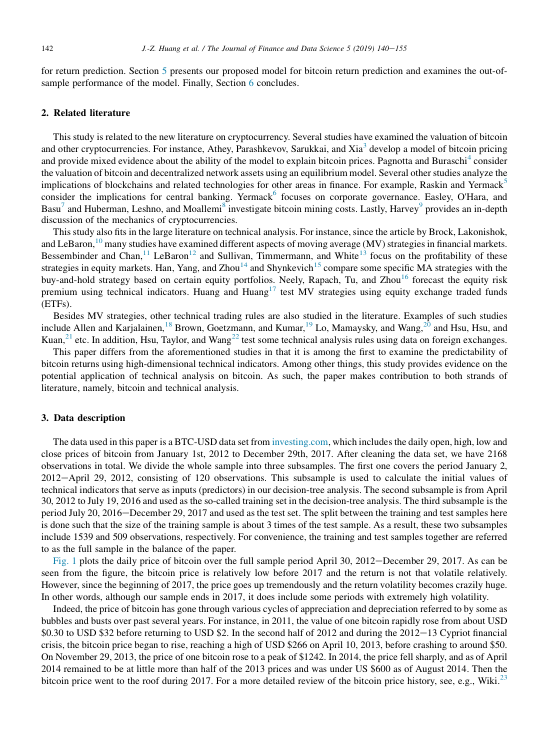 142
J.-Z. Huang et al. / The Journal of Finance and Data Science 5 (2019) 140–155
for return prediction. Section 5 presents our proposed model for bitcoin return prediction and examines the out-of-
sample performance of the model. Finally, Section 6 concludes.
2. Related literature
This study is related to the new literature on cryptocurrency. Several studies have examined the valuation of bitcoin
and other cryptocurrencies. For instance, Athey, Parashkevov, Sarukkai, and Xia3 develop a model of bitcoin pricing
and provide mixed evidence about the ability of the model to explain bitcoin prices. Pagnotta and Buraschi4 consider
the valuation of bitcoin and decentralized network assets using an equilibrium model. Several other studies analyze the
implications of blockchains and related technologies for other areas in finance. For example, Raskin and Yermack5
consider the implications for central banking. Yermack6 focuses on corporate governance. Easley, O'Hara, and
Basu7 and Huberman, Leshno, and Moallemi8 investigate bitcoin mining costs. Lastly, Harvey9 provides an in-depth
discussion of the mechanics of cryptocurrencies.
This study also fits in the large literature on technical analysis. For instance, since the article by Brock, Lakonishok,
and LeBaron,10 many studies have examined different aspects of moving average (MV) strategies in financial markets.
Bessembinder and Chan,11 LeBaron12 and Sullivan, Timmermann, and White13 focus on the profitability of these
strategies in equity markets. Han, Yang, and Zhou14 and Shynkevich15 compare some specific MA strategies with the
buy-and-hold strategy based on certain equity portfolios. Neely, Rapach, Tu, and Zhou16 forecast the equity risk
premium using technical indicators. Huang and Huang17 test MV strategies using equity exchange traded funds
(ETFs).
Besides MV strategies, other technical trading rules are also studied in the literature. Examples of such studies
include Allen and Karjalainen,18 Brown, Goetzmann, and Kumar,19 Lo, Mamaysky, and Wang,20 and Hsu, Hsu, and
Kuan,21 etc. In addition, Hsu, Taylor, and Wang22 test some technical analysis rules using data on foreign exchanges.
This paper differs from the aforementioned studies in that it is among the first to examine the predictability of
bitcoin returns using high-dimensional technical indicators. Among other things, this study provides evidence on the
potential application of technical analysis on bitcoin. As such, the paper makes contribution to both strands of
literature, namely, bitcoin and technical analysis.
3. Data description
The data used in this paper is a BTC-USD data set from investing.com, which includes the daily open, high, low and
close prices of bitcoin from January 1st, 2012 to December 29th, 2017. After cleaning the data set, we have 2168
observations in total. We divide the whole sample into three subsamples. The first one covers the period January 2,
2012–April 29, 2012, consisting of 120 observations. This subsample is used to calculate the initial values of
technical indicators that serve as inputs (predictors) in our decision-tree analysis. The second subsample is from April
30, 2012 to July 19, 2016 and used as the so-called training set in the decision-tree analysis. The third subsample is the
period July 20, 2016–December 29, 2017 and used as the test set. The split between the training and test samples here
is done such that the size of the training sample is about 3 times of the test sample. As a result, these two subsamples
include 1539 and 509 observations, respectively. For convenience, the training and test samples together are referred
to as the full sample in the balance of the paper.
Fig. 1 plots the daily price of bitcoin over the full sample period April 30, 2012–December 29, 2017. As can be
seen from the figure, the bitcoin price is relatively low before 2017 and the return is not that volatile relatively.
However, since the beginning of 2017, the price goes up tremendously and the return volatility becomes crazily huge.
In other words, although our sample ends in 2017, it does include some periods with extremely high volatility.
Indeed, the price of bitcoin has gone through various cycles of appreciation and depreciation referred to by some as
bubbles and busts over past several years. For instance, in 2011, the value of one bitcoin rapidly rose from about USD
$0.30 to USD $32 before returning to USD $2. In the second half of 2012 and during the 2012–13 Cypriot financial
crisis, the bitcoin price began to rise, reaching a high of USD $266 on April 10, 2013, before crashing to around $50.
On November 29, 2013, the price of one bitcoin rose to a peak of $1242. In 2014, the price fell sharply, and as of April
2014 remained to be at little more than half of the 2013 prices and was under US $600 as of August 2014. Then the
bitcoin price went to the roof during 2017. For a more detailed review of the bitcoin price history, see, e.g., Wiki.23